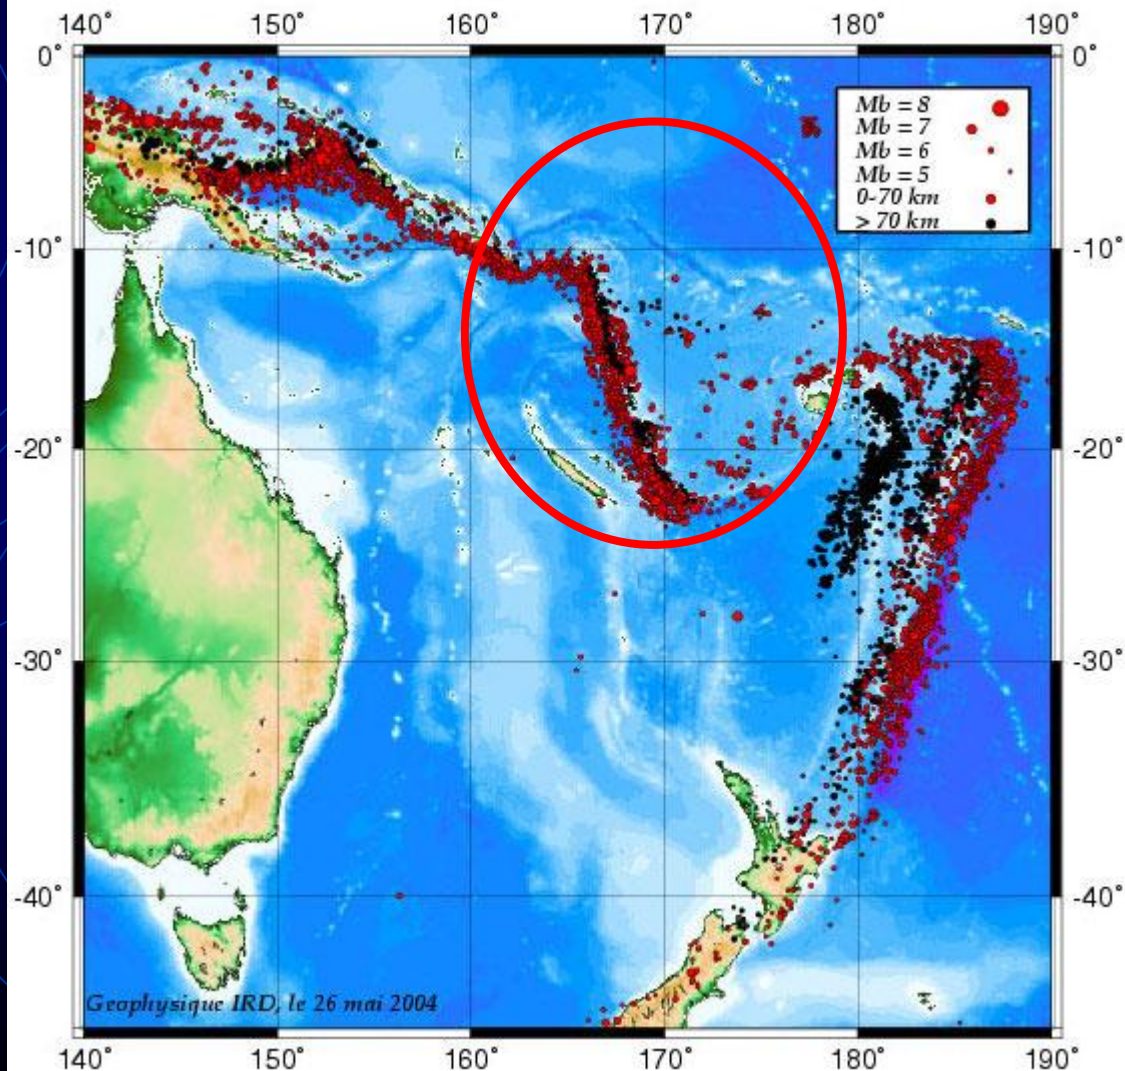 140° 150° 160° 170° 180° 190°
0° 0°
Mb = 8
Mb = 7
Mb = 6
Mb = 5
0-70 km
> 70 km
-10° -10°
-20° -20°
-30° -30°
-40° -40°
Geophysique IRD, le 26 mai 2004
140° 150° 160° 170° 180° 190°